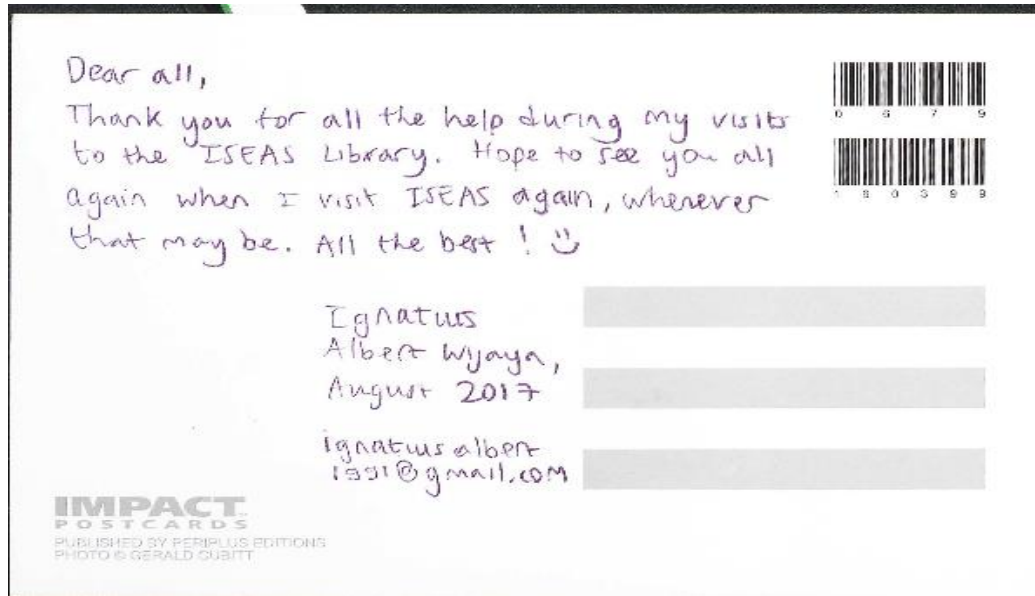 Dear all,
Thank you for all the help during my visits
to the ISEAS Library. Hope to see you all
again when I visit ISEAS again, whenever
that may be. All the best ! :)
0 6 7 9
1 8 0 3 9 9
Ignatius
Albert Wijaya,
August 2017
ignatius albert
1991@gmail.com
IMPACT
POSTCARDS
PUBLISHED BY PERIPLUS EDITIONS
PHOTO © GERALD CUBITT